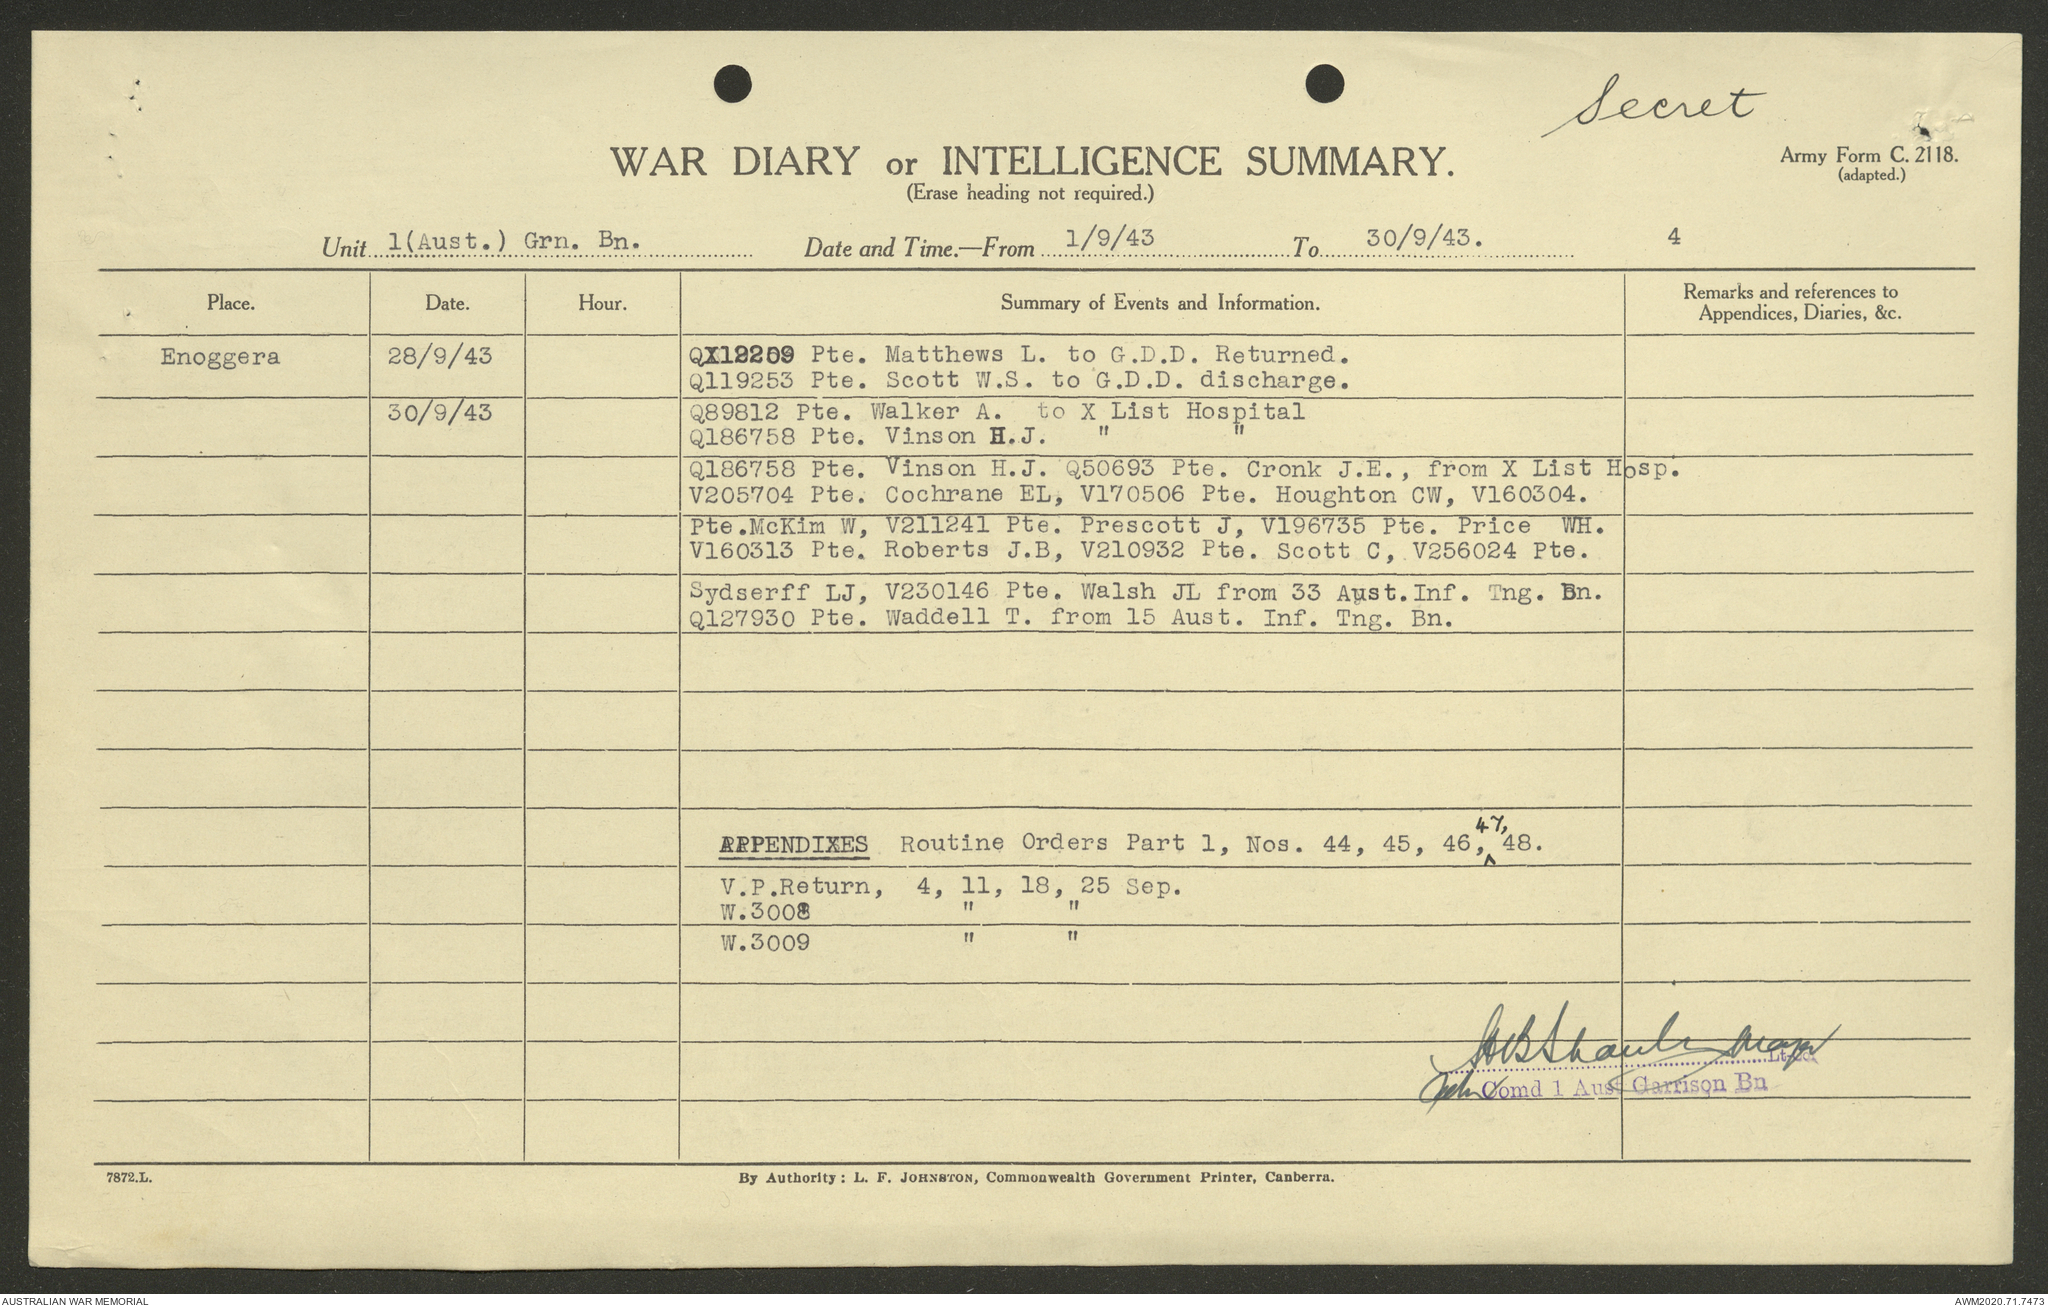 Secret
WAR DIARY or INTELLIGENCE SUMMARY.
(Erase heading not required.)
Army Form C. 2118.
(adapted.)
Unit 1(Aust.) Grn. Bn. Date and Time.—From 1/9/43 To 30/9/43. 4
Place. Date. Hour. Summary of Events and Information. Remarks and references to Appendices, Diaries, &c.
Enoggera 28/9/43 Pte. Matthews L. to G.D.D. Returned.
Q119253 Pte. Scott W.S. to G.D.D. discharge.
30/9/43 Q89812 Pte. Walker A. to X List Hospital
Q186758 Pte. Vinson H.J. " "
Q186758 Pte. Vinson H.J. Q50693 Pte. Cronk J.E., from X List Hosp.
V205704 Pte. Cochrane EL, V170506 Pte. Houghton CW, V160304.
Pte.McKim W, V211241 Pte. Prescott J, V196735 Pte. Price WH.
V160313 Pte. Roberts J.B, V210932 Pte. Scott C, V256024 Pte.
Sydserff LJ, V230146 Pte. Walsh JL from 33 Aust.Inf. Tng. Bn.
Q127930 Pte. Waddell T. from 15 Aust. Inf. Tng. Bn.
APPENDIXES Routine Orders Part 1, Nos. 44, 45, 46, 47, 48.
V.P.Return, 4, 11, 18, 25 Sep.
W.3008 " "
W.3009 " "
Major
Lt-Col
Comd 1 Aust Garrison Bn
7872.L.
By Authority: L. F. JOHNSTON, Commonwealth Government Printer, Canberra.
AUSTRALIAN WAR MEMORIAL
AWM2020.71.7473